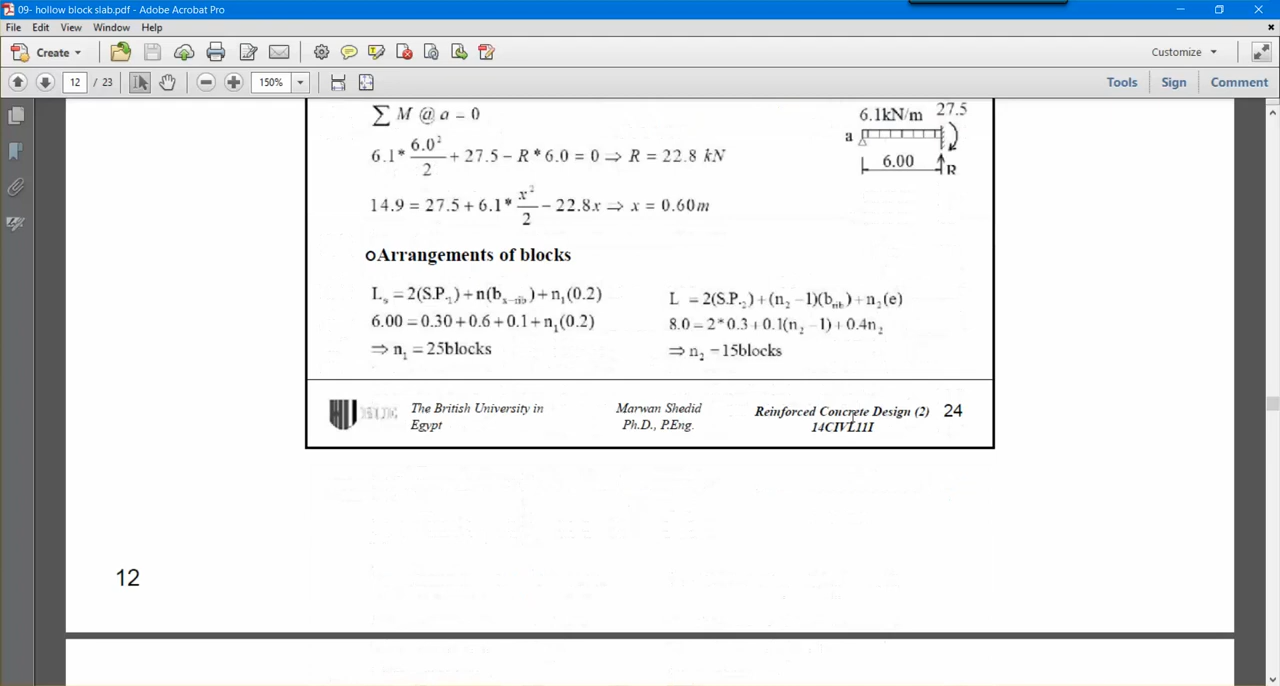 09- hollow block slab.pdf - Adobe Acrobat Pro
File Edit View Window Help
Create Customize
12 / 23 150% Tools Sign Comment
∑ M @ a = 0
6.1kN/m 27.5
a
6.1* 6.0²/2 + 27.5 − R * 6.0 = 0 ⇒ R = 22.8 kN
6.00
R
14.9 = 27.5 + 6.1* x²/2 − 22.8x ⇒ x = 0.60m
Arrangements of blocks
Lₛ = 2(S.P.₁) + n(bₓ₋ᵣᵢb) + n₁(0.2)
6.00 = 0.30 + 0.6 + 0.1 + n₁(0.2)
⇒ n₁ = 25blocks
L = 2(S.P.₂) + (n₂ −1)(bᵣᵢb) + n₂(e)
8.0 = 2*0.3 + 0.1(n₂ −1) + 0.4n₂
⇒ n₂ = 15blocks
The British University in
Egypt
Marwan Shedid
Ph.D., P.Eng.
Reinforced Concrete Design (2)
14CIVL11I
24
12